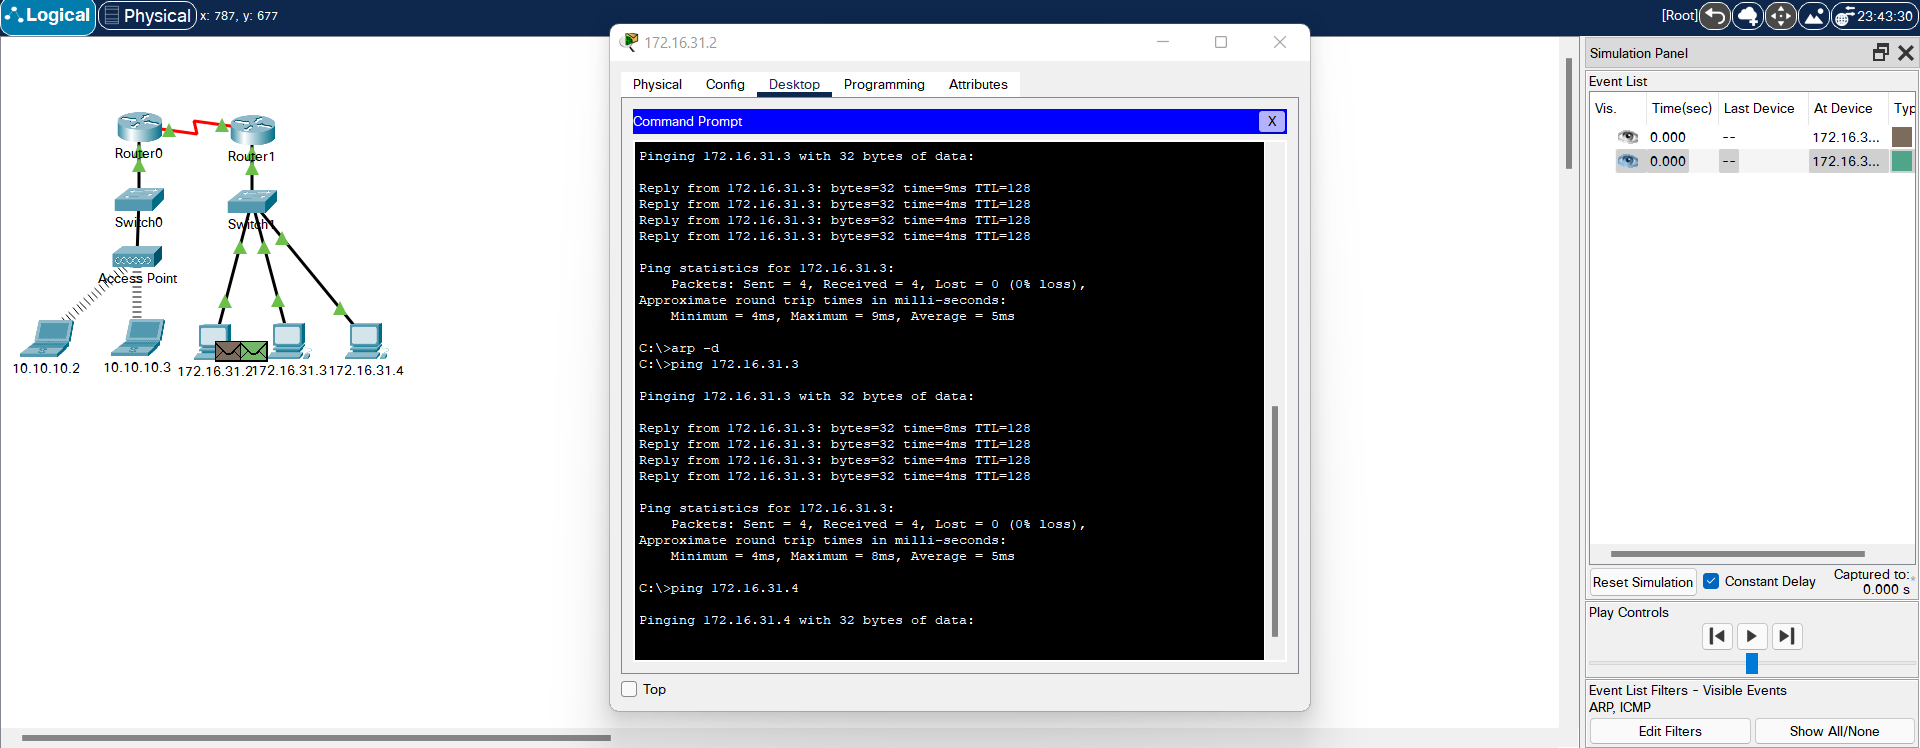 Logical
Physical
x: 787, y: 677
[Root]
23:43:30
Router0
Router1
Switch0
Switch1
Access Point
10.10.10.2
10.10.10.3
172.16.31.2
172.16.31.3
172.16.31.4
172.16.31.2
Physical
Config
Desktop
Programming
Attributes
Command Prompt
X
Pinging 172.16.31.3 with 32 bytes of data:
Reply from 172.16.31.3: bytes=32 time=9ms TTL=128
Reply from 172.16.31.3: bytes=32 time=4ms TTL=128
Reply from 172.16.31.3: bytes=32 time=4ms TTL=128
Reply from 172.16.31.3: bytes=32 time=4ms TTL=128
Ping statistics for 172.16.31.3:
Packets: Sent = 4, Received = 4, Lost = 0 (0% loss),
Approximate round trip times in milli-seconds:
Minimum = 4ms, Maximum = 9ms, Average = 5ms
C:\>arp -d
C:\>ping 172.16.31.3
Pinging 172.16.31.3 with 32 bytes of data:
Reply from 172.16.31.3: bytes=32 time=8ms TTL=128
Reply from 172.16.31.3: bytes=32 time=4ms TTL=128
Reply from 172.16.31.3: bytes=32 time=4ms TTL=128
Reply from 172.16.31.3: bytes=32 time=4ms TTL=128
Ping statistics for 172.16.31.3:
Packets: Sent = 4, Received = 4, Lost = 0 (0% loss),
Approximate round trip times in milli-seconds:
Minimum = 4ms, Maximum = 8ms, Average = 5ms
C:\>ping 172.16.31.4
Pinging 172.16.31.4 with 32 bytes of data:
Top
Simulation Panel
Event List
Vis. Time(sec) Last Device At Device Typ
0.000 -- 172.16.3...
0.000 -- 172.16.3...
Reset Simulation
Constant Delay
Captured to:
0.000 s
Play Controls
Event List Filters - Visible Events
ARP, ICMP
Edit Filters
Show All/None